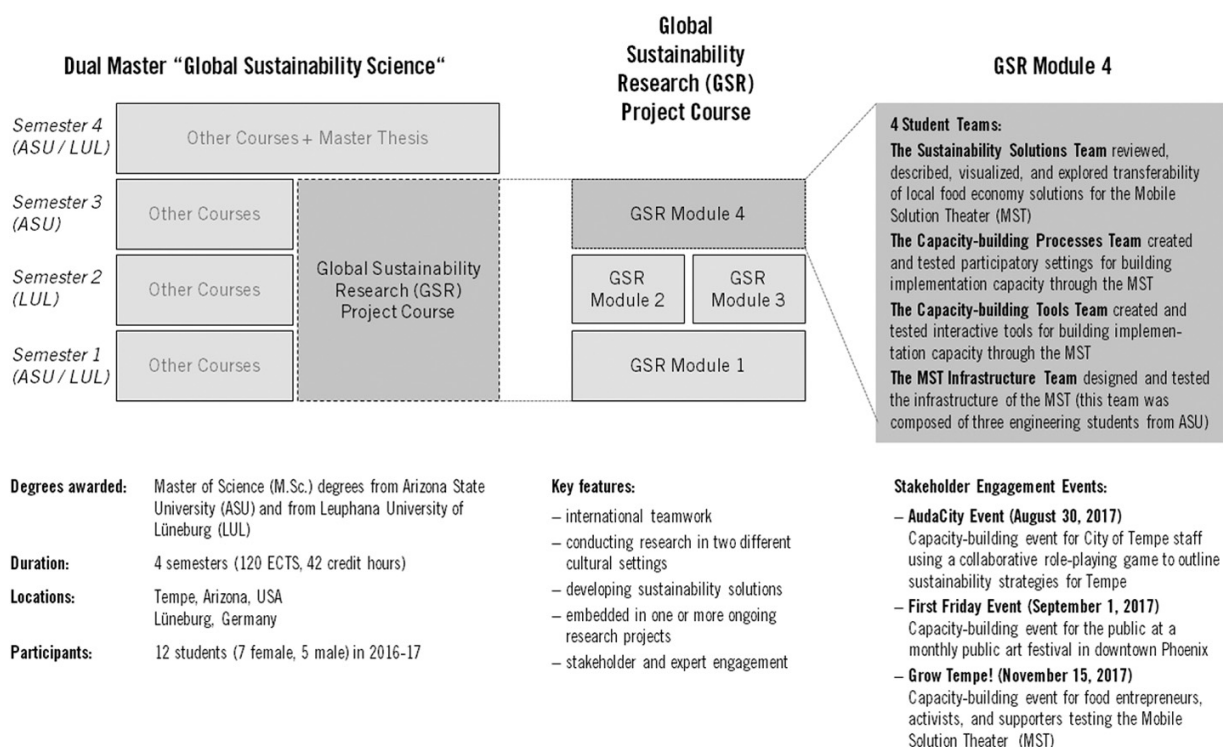 Dual Master “Global Sustainability Science“
Semester 4
(ASU / LUL)
Other Courses + Master Thesis
Semester 3
(ASU)
Other Courses
Semester 2
(LUL)
Other Courses
Semester 1
(ASU / LUL)
Other Courses
Global Sustainability
Research (GSR)
Project Course
Global
Sustainability
Research (GSR)
Project Course
GSR Module 4
GSR
Module 2
GSR
Module 3
GSR Module 1
GSR Module 4
4 Student Teams:
The Sustainability Solutions Team reviewed,
described, visualized, and explored transferability
of local food economy solutions for the Mobile
Solution Theater (MST)
The Capacity-building Processes Team created
and tested participatory settings for building
implementation capacity through the MST
The Capacity-building Tools Team created and
tested interactive tools for building implemen-
tation capacity through the MST
The MST Infrastructure Team designed and tested
the infrastructure of the MST (this team was
composed of three engineering students from ASU)
Degrees awarded: Master of Science (M.Sc.) degrees from Arizona State
University (ASU) and from Leuphana University of
Lüneburg (LUL)
Duration: 4 semesters (120 ECTS, 42 credit hours)
Locations: Tempe, Arizona, USA
Lüneburg, Germany
Participants: 12 students (7 female, 5 male) in 2016-17
Key features:
– international teamwork
– conducting research in two different
cultural settings
– developing sustainability solutions
– embedded in one or more ongoing
research projects
– stakeholder and expert engagement
Stakeholder Engagement Events:
– AudaCity Event (August 30, 2017)
Capacity-building event for City of Tempe staff
using a collaborative role-playing game to outline
sustainability strategies for Tempe
– First Friday Event (September 1, 2017)
Capacity-building event for the public at a
monthly public art festival in downtown Phoenix
– Grow Tempe! (November 15, 2017)
Capacity-building event for food entrepreneurs,
activists, and supporters testing the Mobile
Solution Theater (MST)